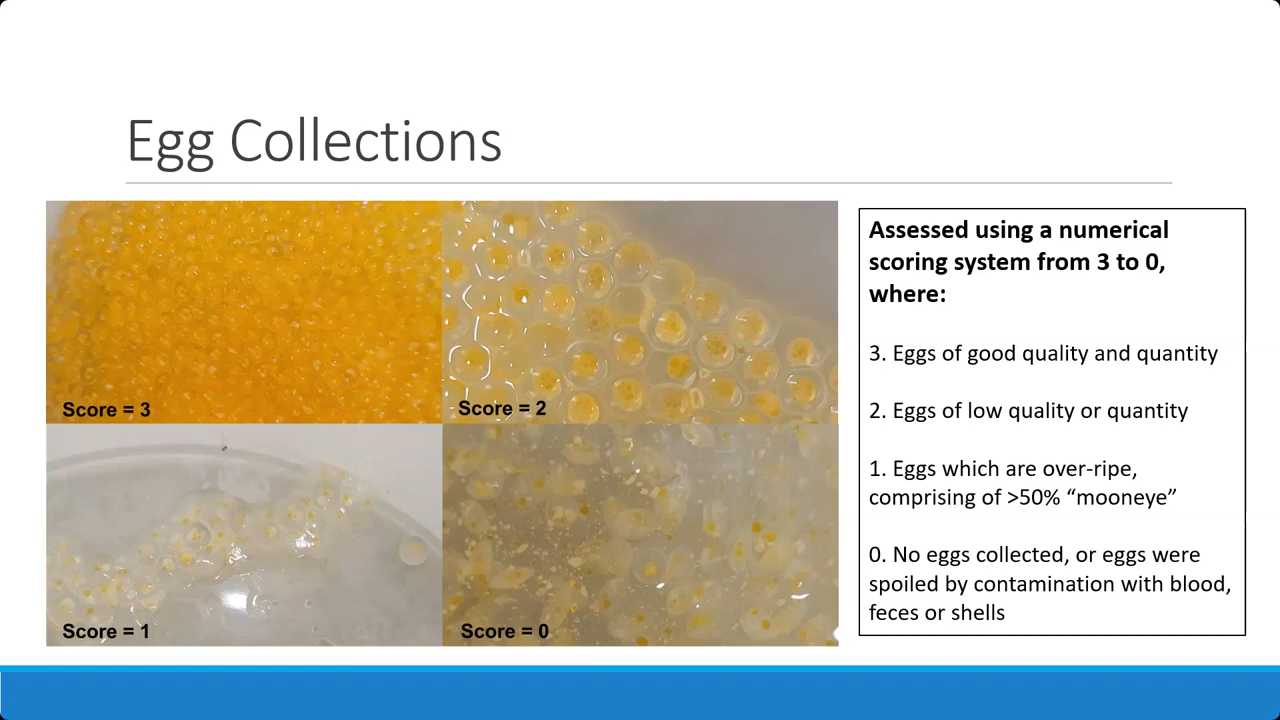 Egg Collections
Score = 3
Score = 2
Score = 1
Score = 0
Assessed using a numerical
scoring system from 3 to 0,
where:
3. Eggs of good quality and quantity
2. Eggs of low quality or quantity
1. Eggs which are over-ripe,
comprising of >50% “mooneye”
0. No eggs collected, or eggs were
spoiled by contamination with blood,
feces or shells